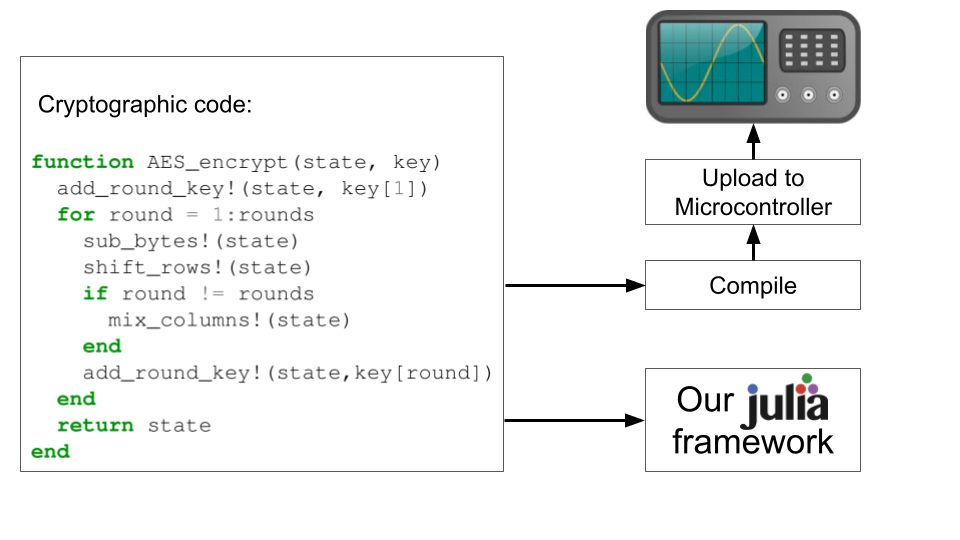 Cryptographic code:
function AES_encrypt(state, key)
  add_round_key!(state, key[1])
  for round = 1:rounds
    sub_bytes!(state)
    shift_rows!(state)
    if round != rounds
      mix_columns!(state)
    end
    add_round_key!(state,key[round])
  end
  return state
end
Upload to
Microcontroller
Compile
Our julia
framework